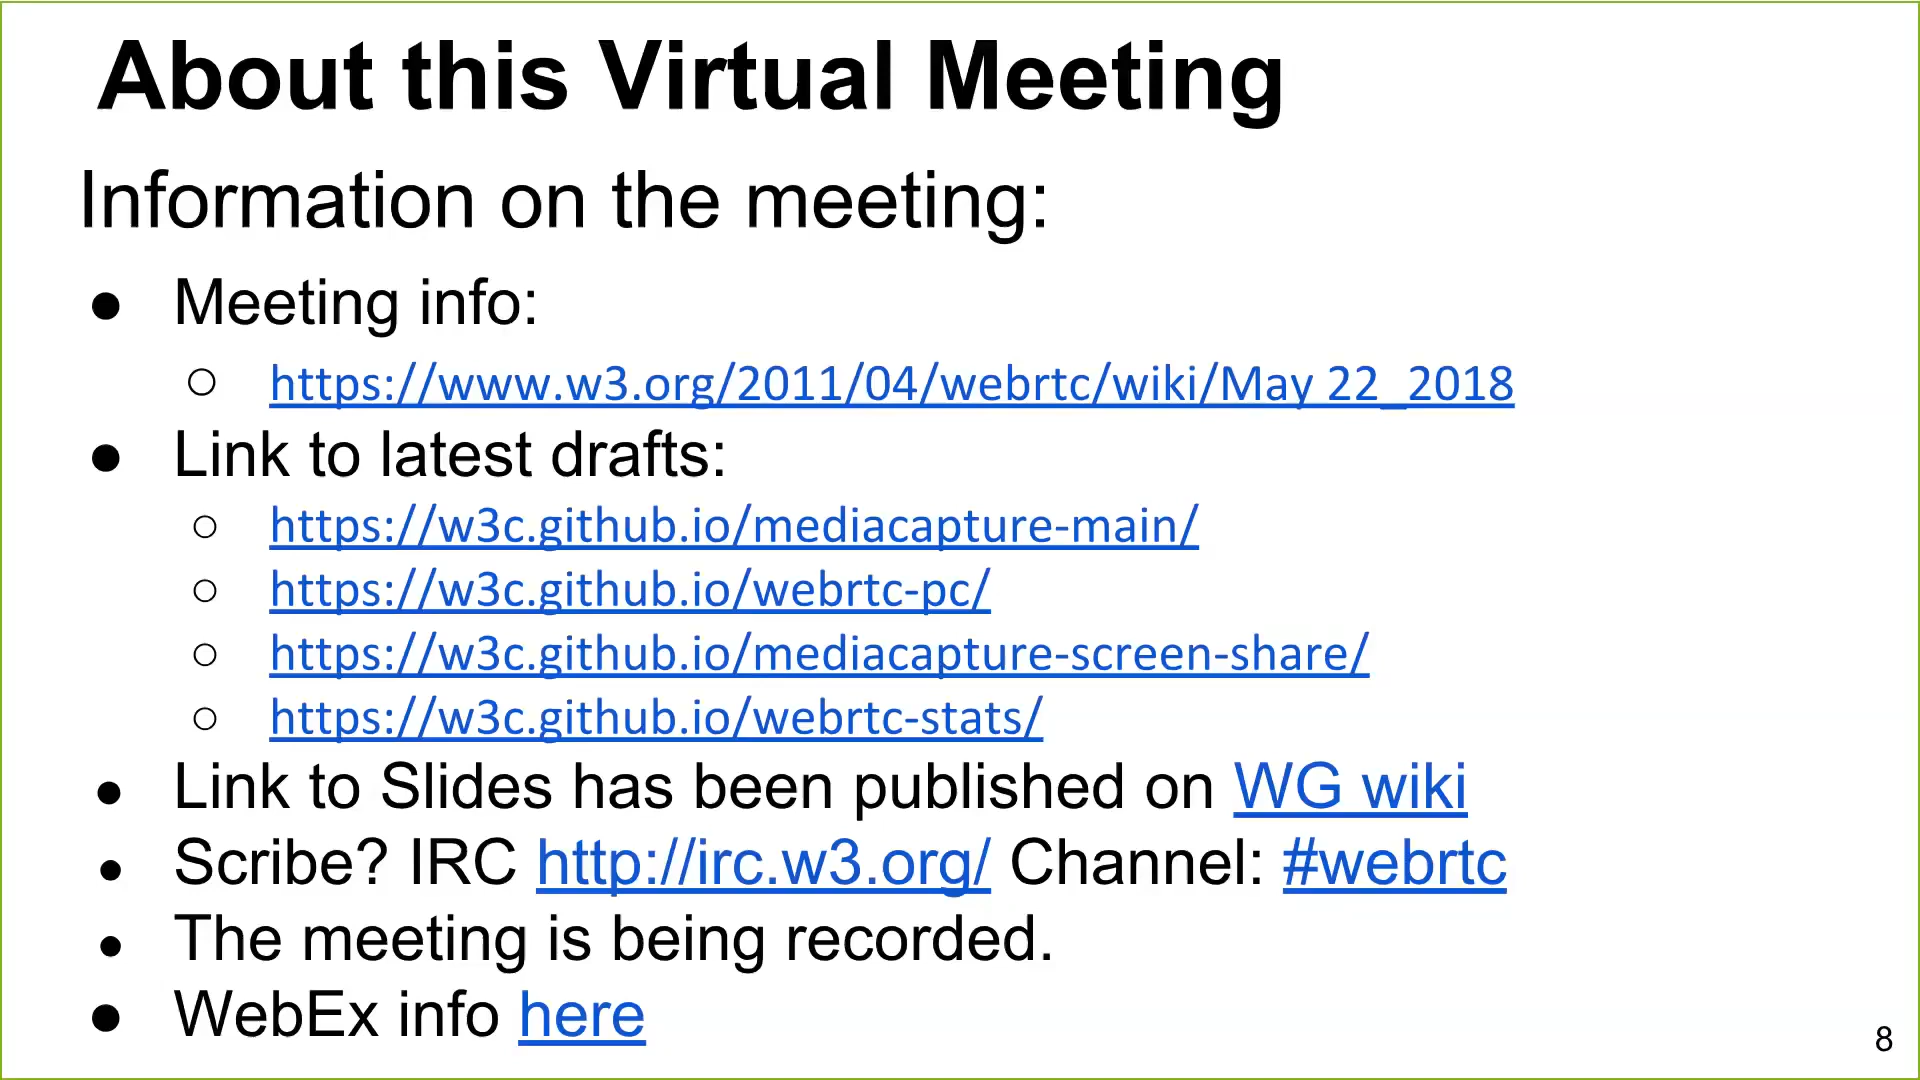 About this Virtual Meeting
Information on the meeting:
● Meeting info:
○ https://www.w3.org/2011/04/webrtc/wiki/May 22_2018
● Link to latest drafts:
○ https://w3c.github.io/mediacapture-main/
○ https://w3c.github.io/webrtc-pc/
○ https://w3c.github.io/mediacapture-screen-share/
○ https://w3c.github.io/webrtc-stats/
● Link to Slides has been published on WG wiki
● Scribe? IRC http://irc.w3.org/ Channel: #webrtc
● The meeting is being recorded.
● WebEx info here
8